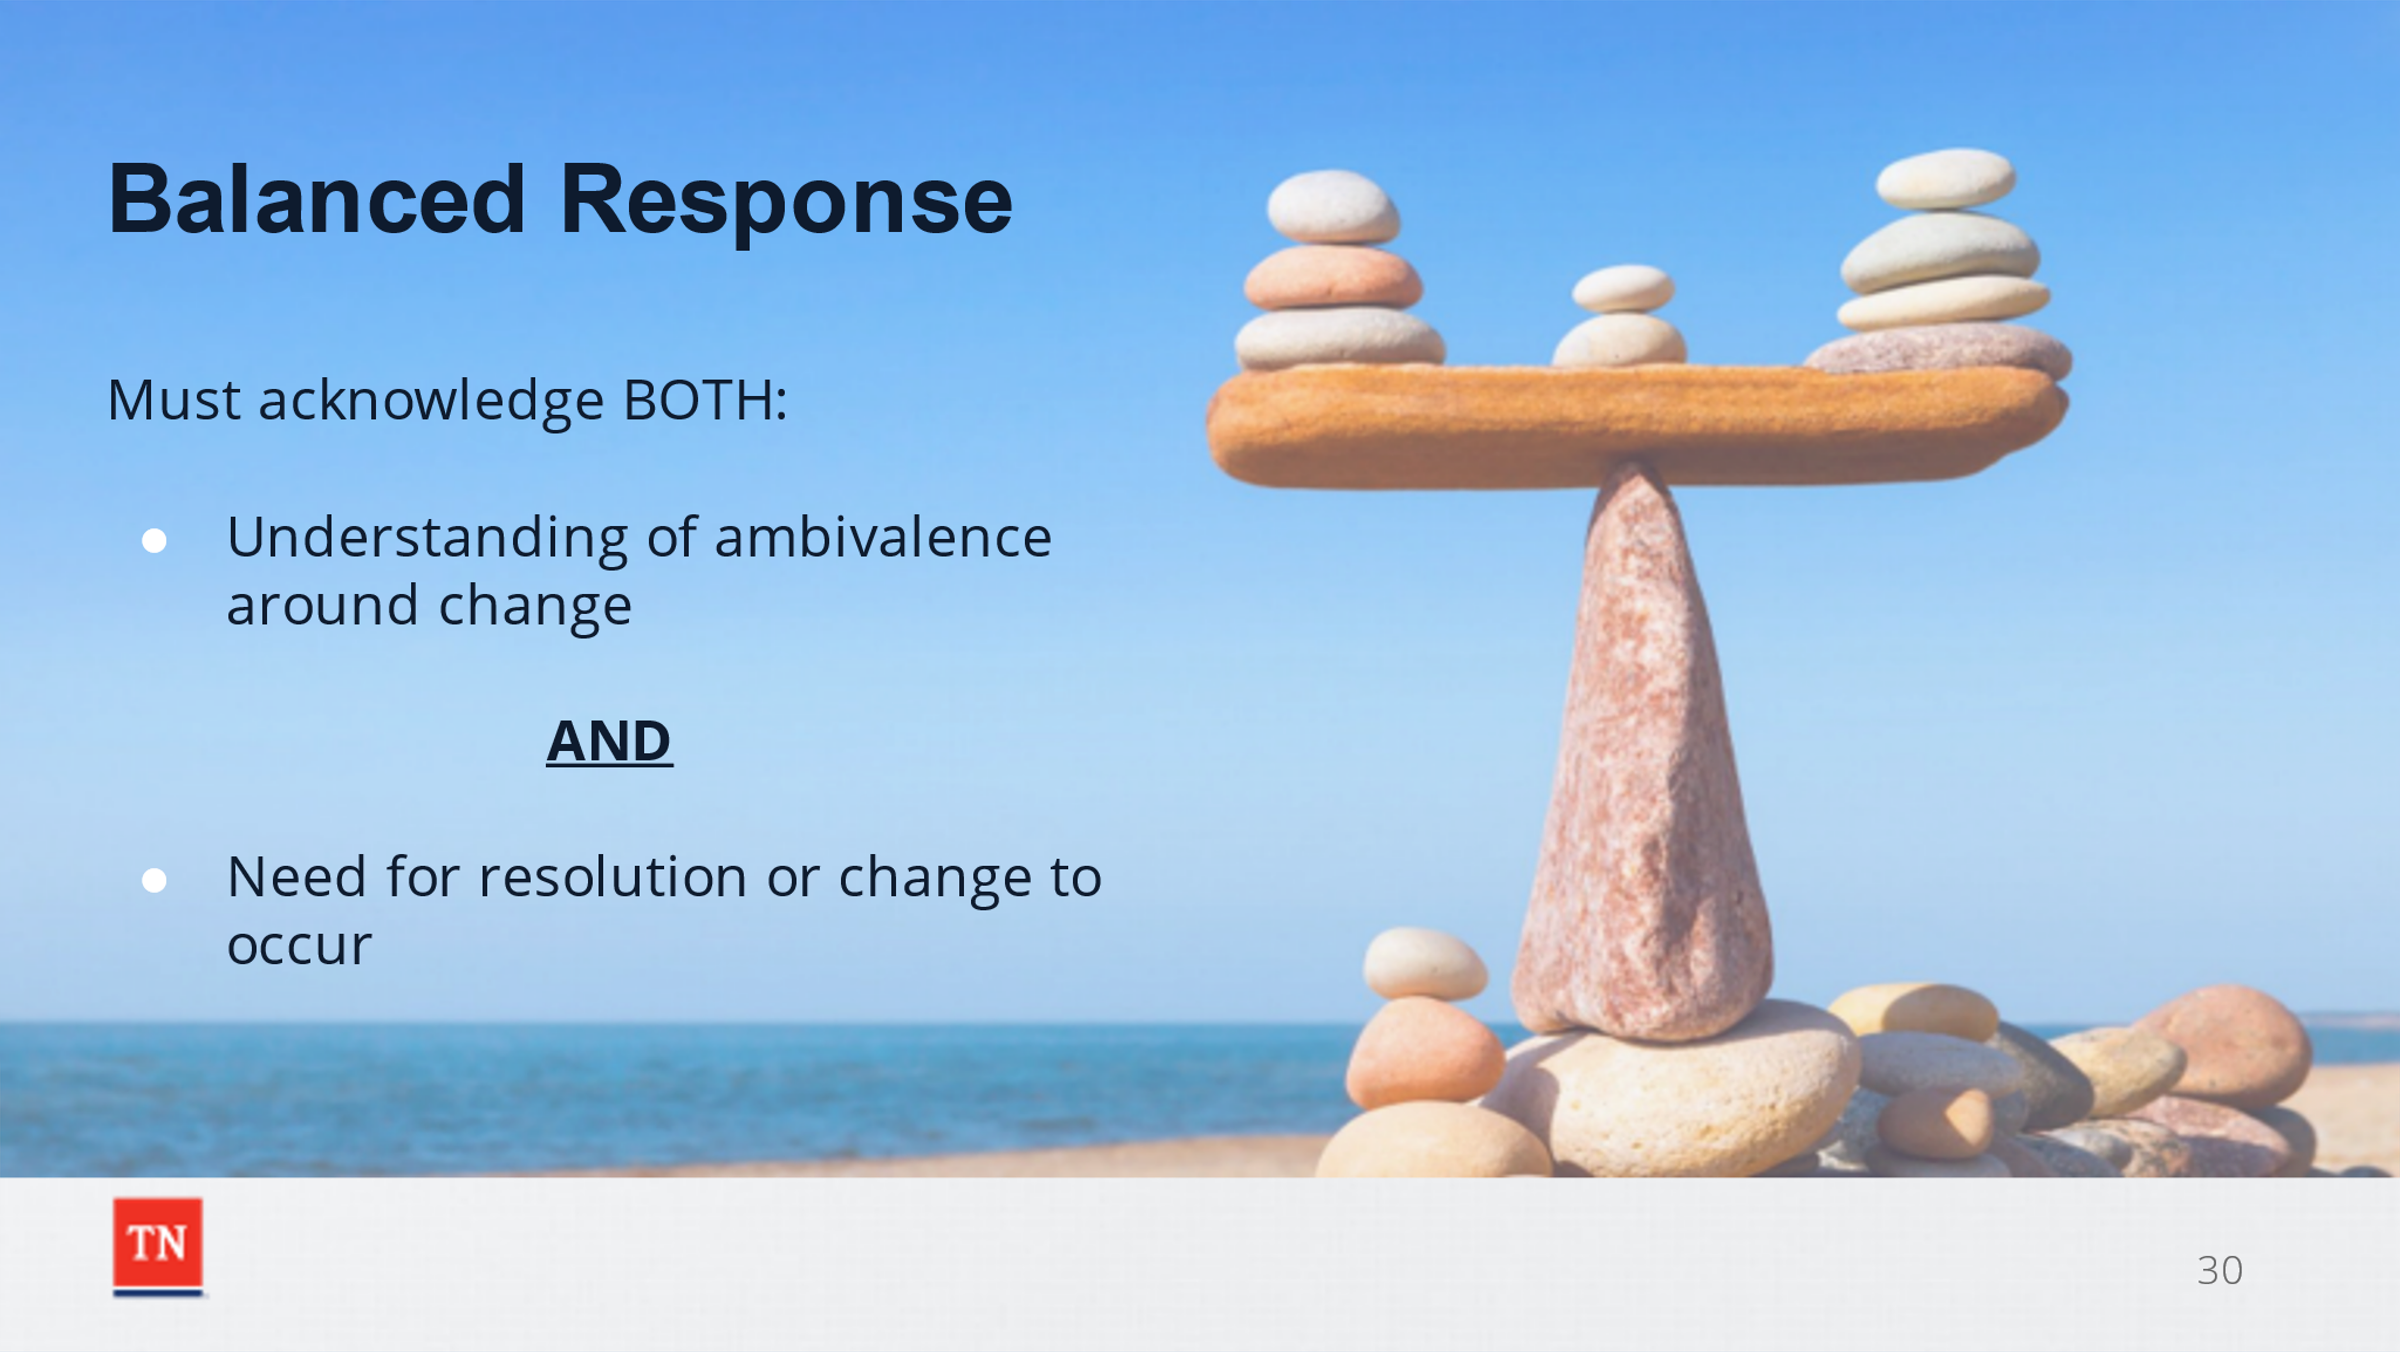 Balanced Response
Must acknowledge BOTH:
● Understanding of ambivalence
around change
AND
● Need for resolution or change to
occur
TN
30